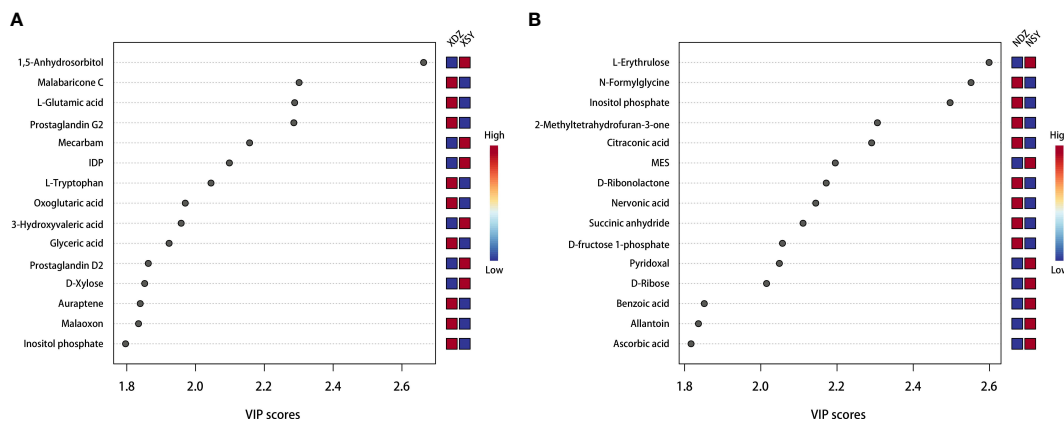 A
XDZ
XSY
1,5-Anhydrosorbitol
Malabaricone C
L-Glutamic acid
Prostaglandin G2
Mecarbam
IDP
L-Tryptophan
Oxoglutaric acid
3-Hydroxyvaleric acid
Glyceric acid
Prostaglandin D2
D-Xylose
Auraptene
Malaoxon
Inositol phosphate
High
Low
1.8
2.0
2.2
2.4
2.6
VIP scores
B
NDZ
NSY
L-Erythrulose
N-Formylglycine
Inositol phosphate
2-Methyltetrahydrofuran-3-one
Citraconic acid
MES
D-Ribonolactone
Nervonic acid
Succinic anhydride
D-fructose 1-phosphate
Pyridoxal
D-Ribose
Benzoic acid
Allantoin
Ascorbic acid
Hig
Lo
1.8
2.0
2.2
2.4
2.6
VIP scores